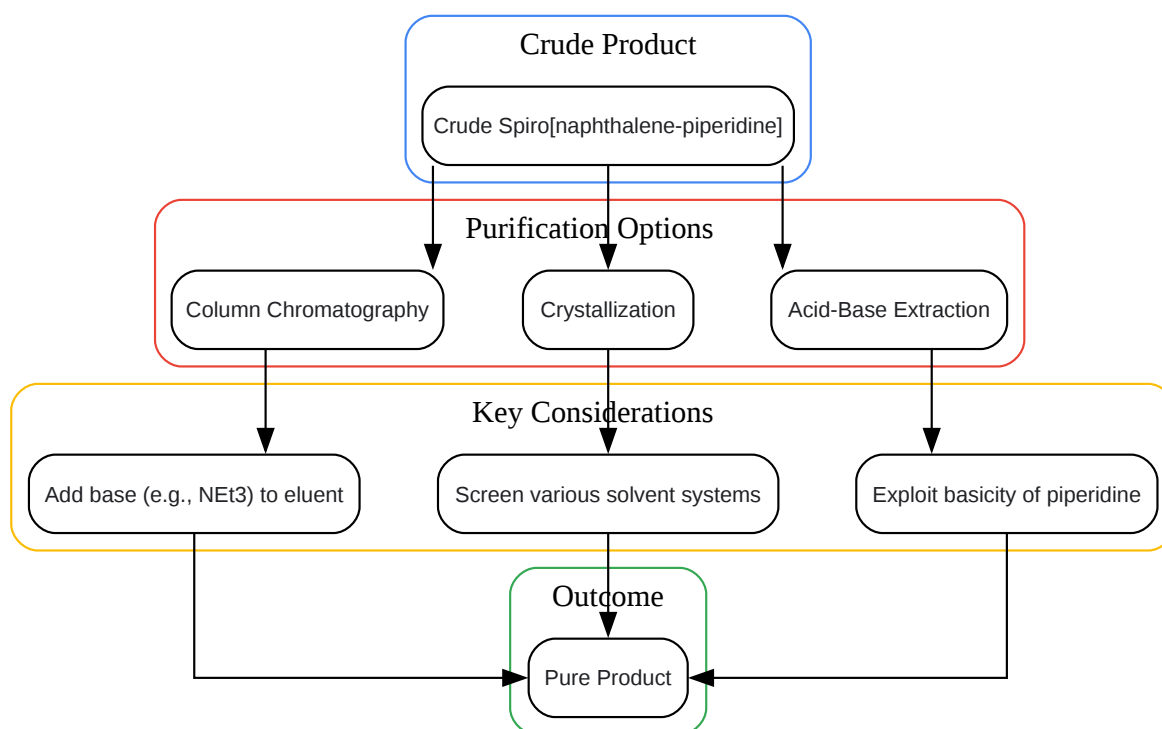 Crude Product
Crude Spiro[naphthalene-piperidine]
Purification Options
Column Chromatography
Crystallization
Acid-Base Extraction
Key Considerations
Add base (e.g., NEt3) to eluent
Screen various solvent systems
Exploit basicity of piperidine
Outcome
Pure Product